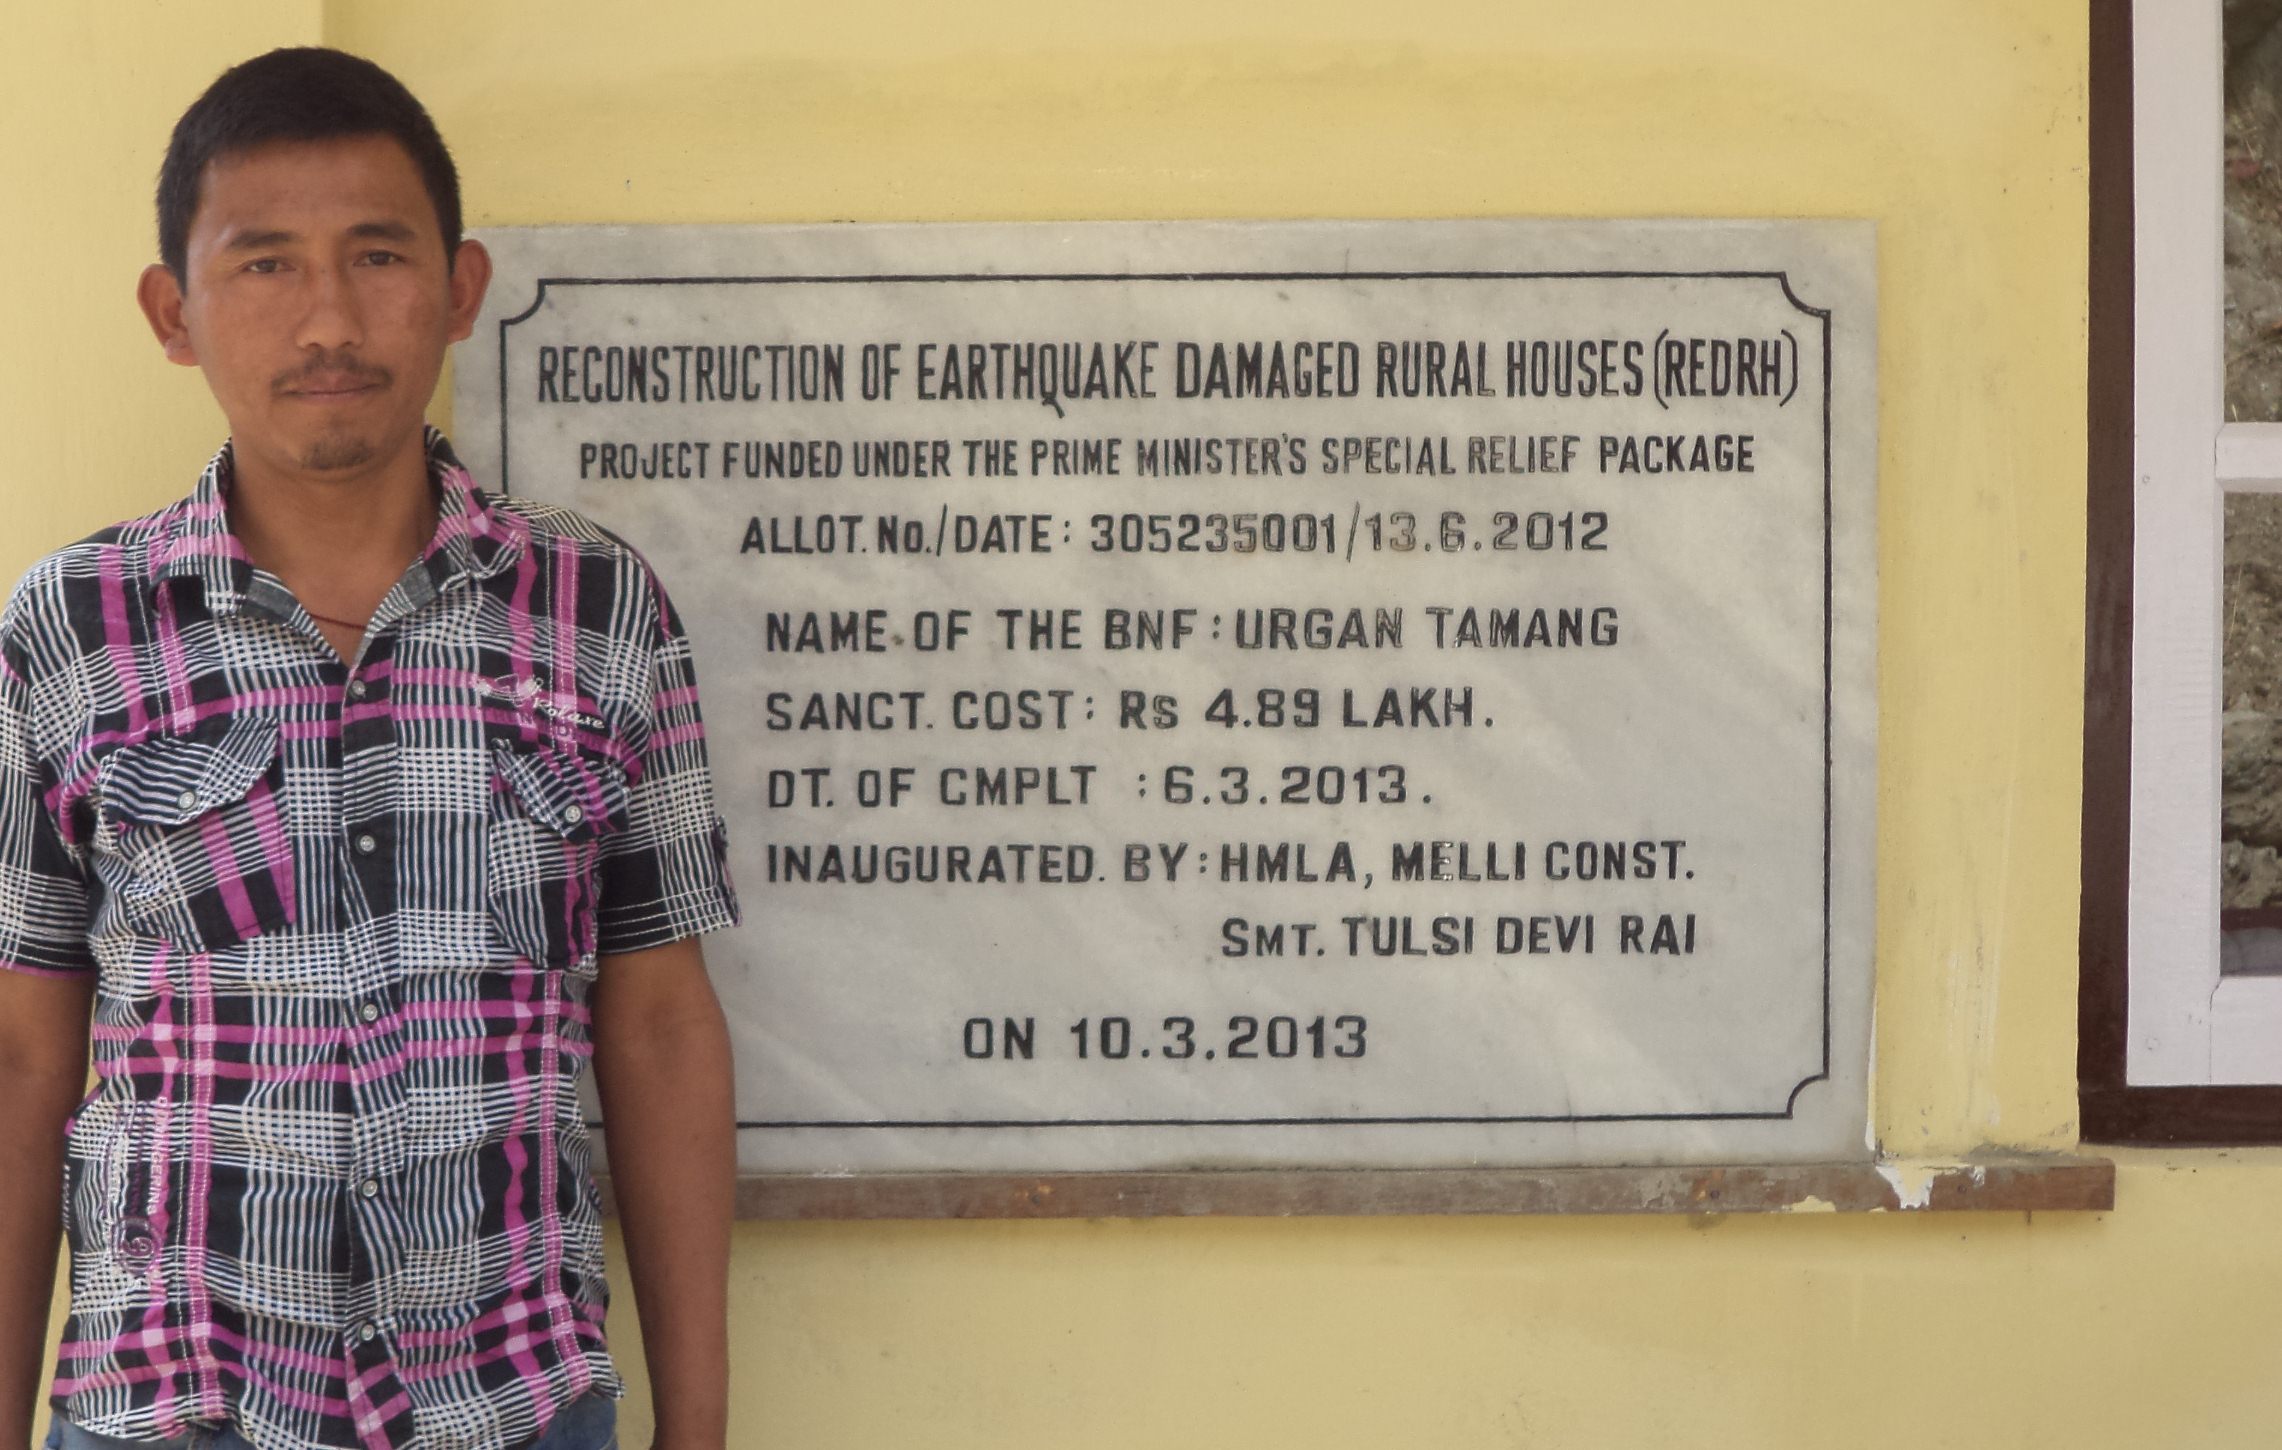 RECONSTRUCTION OF EARTHQUAKE DAMAGED RURAL HOUSES (REDRH)
PROJECT FUNDED UNDER THE PRIME MINISTER'S SPECIAL RELIEF PACKAGE
ALLOT. No./DATE: 305235001/13.6.2012
NAME OF THE BNF: URGAN TAMANG
SANCT. COST: Rs 4.89 LAKH.
DT. OF CMPLT : 6.3.2013.
INAUGURATED. BY: HMLA, MELLI CONST.
SMT. TULSI DEVI RAI
ON 10.3.2013